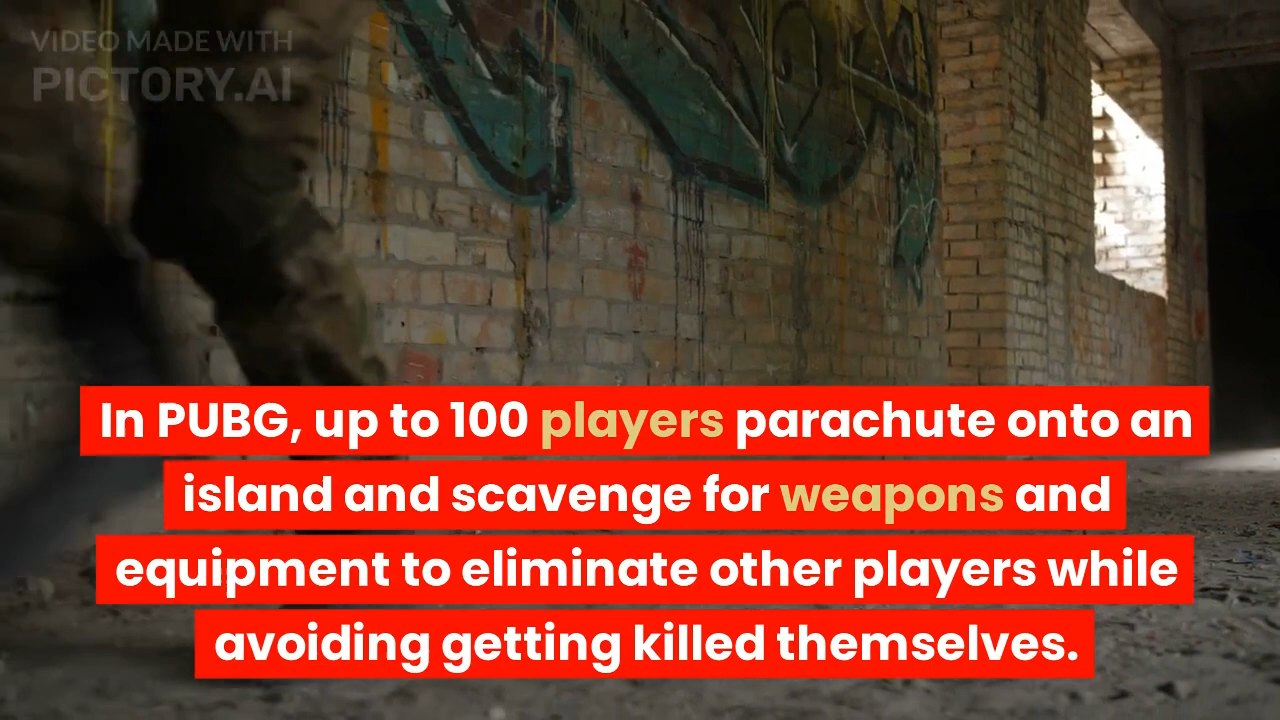 VIDEO MADE WITH
PICTORY.AI
In PUBG, up to 100 players parachute onto an
island and scavenge for weapons and
equipment to eliminate other players while
avoiding getting killed themselves.